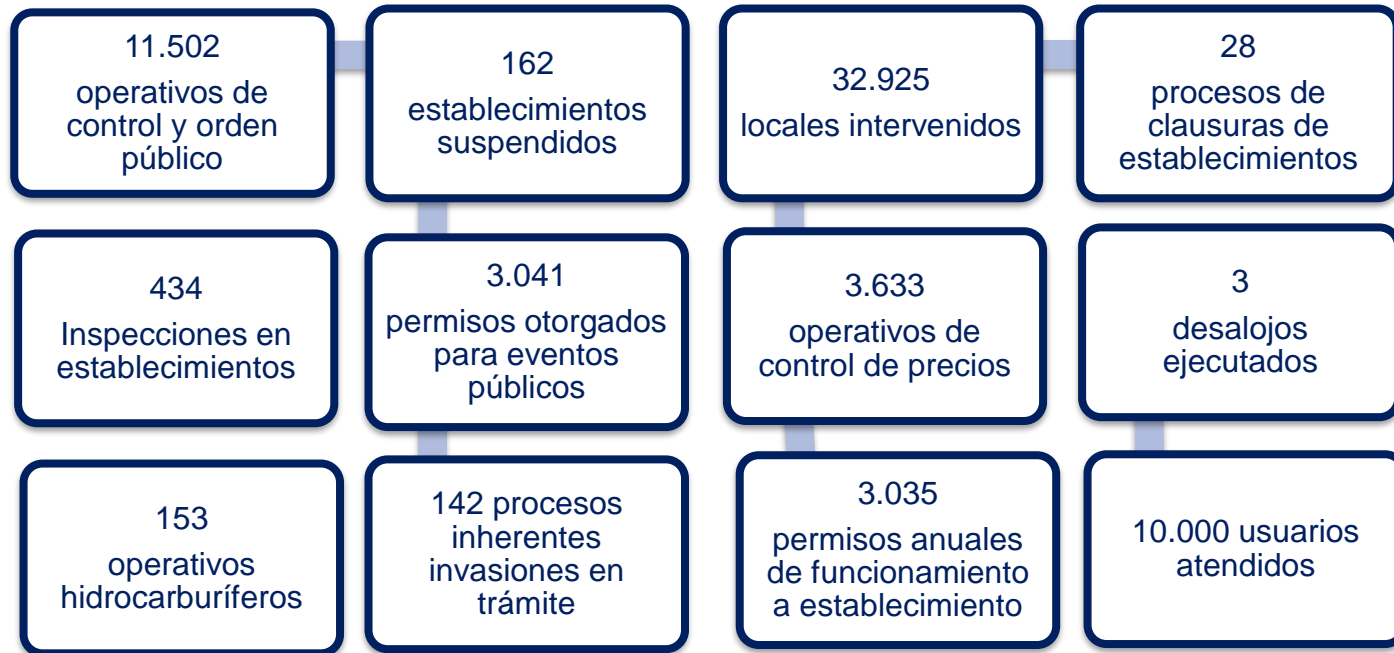 11.502
operativos de
control y orden
público
162
establecimientos
suspendidos
32.925
locales intervenidos
28
procesos de
clausuras de
establecimientos
434
Inspecciones en
establecimientos
3.041
permisos otorgados
para eventos
públicos
3.633
operativos de
control de precios
3
desalojos
ejecutados
153
operativos
hidrocarburíferos
142 procesos
inherentes
invasiones en
trámite
3.035
permisos anuales
de funcionamiento
a establecimiento
10.000 usuarios
atendidos